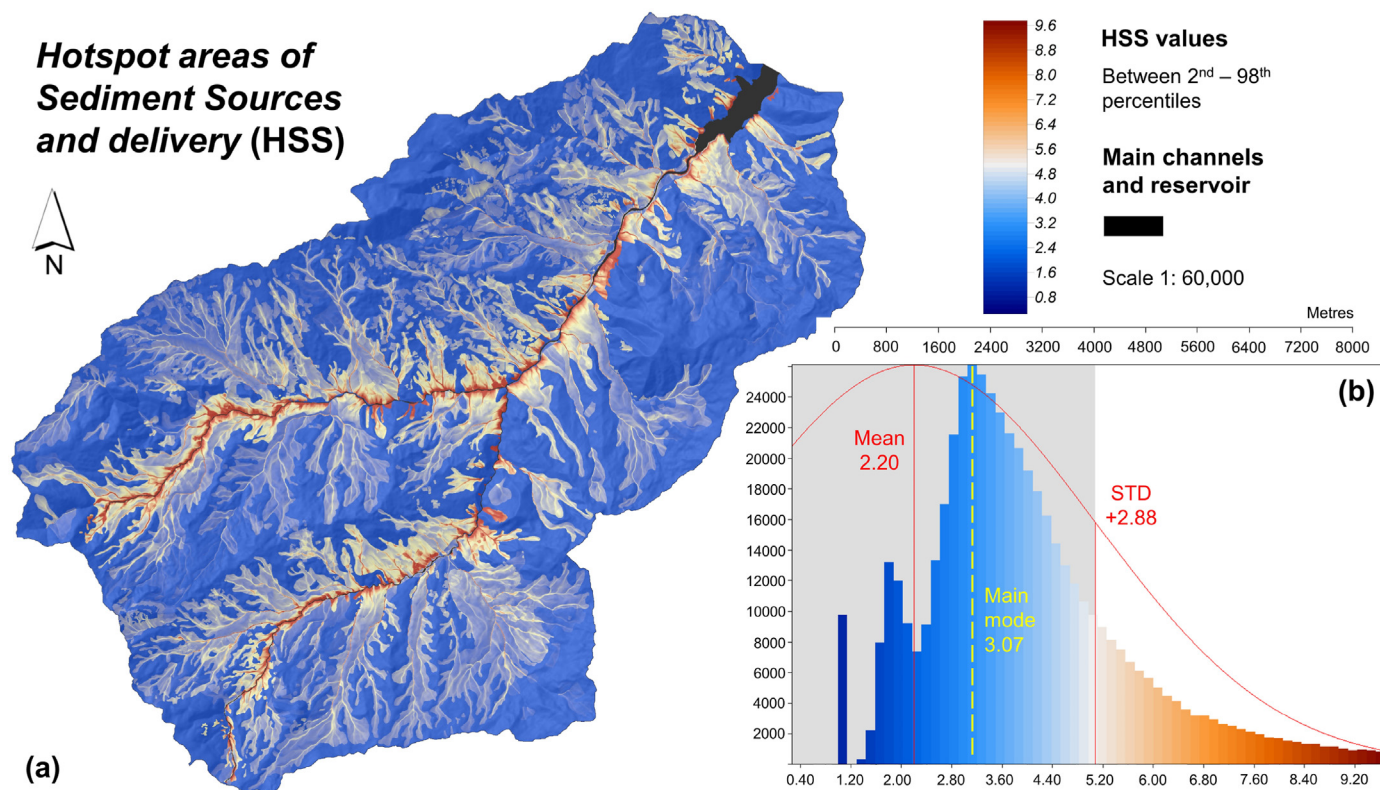 Hotspot areas of
Sediment Sources
and delivery (HSS)
N
(a)
9.6
8.8
8.0
7.2
6.4
5.6
4.8
4.0
3.2
2.4
1.6
0.8
HSS values
Between 2nd – 98th
percentiles
Main channels
and reservoir
Scale 1: 60,000
Metres
0 800 1600 2400 3200 4000 4800 5600 6400 7200 8000
(b)
24000
22000
20000
18000
16000
14000
12000
10000
8000
6000
4000
2000
Mean
2.20
STD
+2.88
Main
mode
3.07
0.40 1.20 2.00 2.80 3.60 4.40 5.20 6.00 6.80 7.60 8.40 9.20